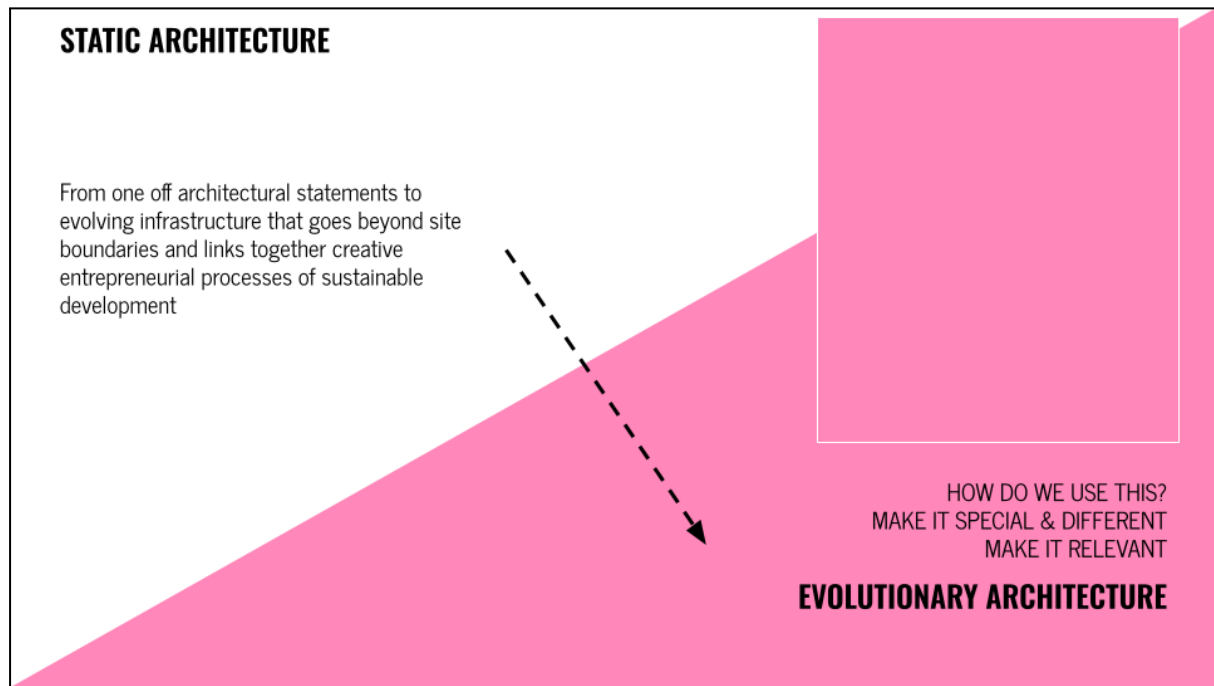 STATIC ARCHITECTURE
From one off architectural statements to
evolving infrastructure that goes beyond site
boundaries and links together creative
entrepreneurial processes of sustainable
development
HOW DO WE USE THIS?
MAKE IT SPECIAL & DIFFERENT
MAKE IT RELEVANT
EVOLUTIONARY ARCHITECTURE